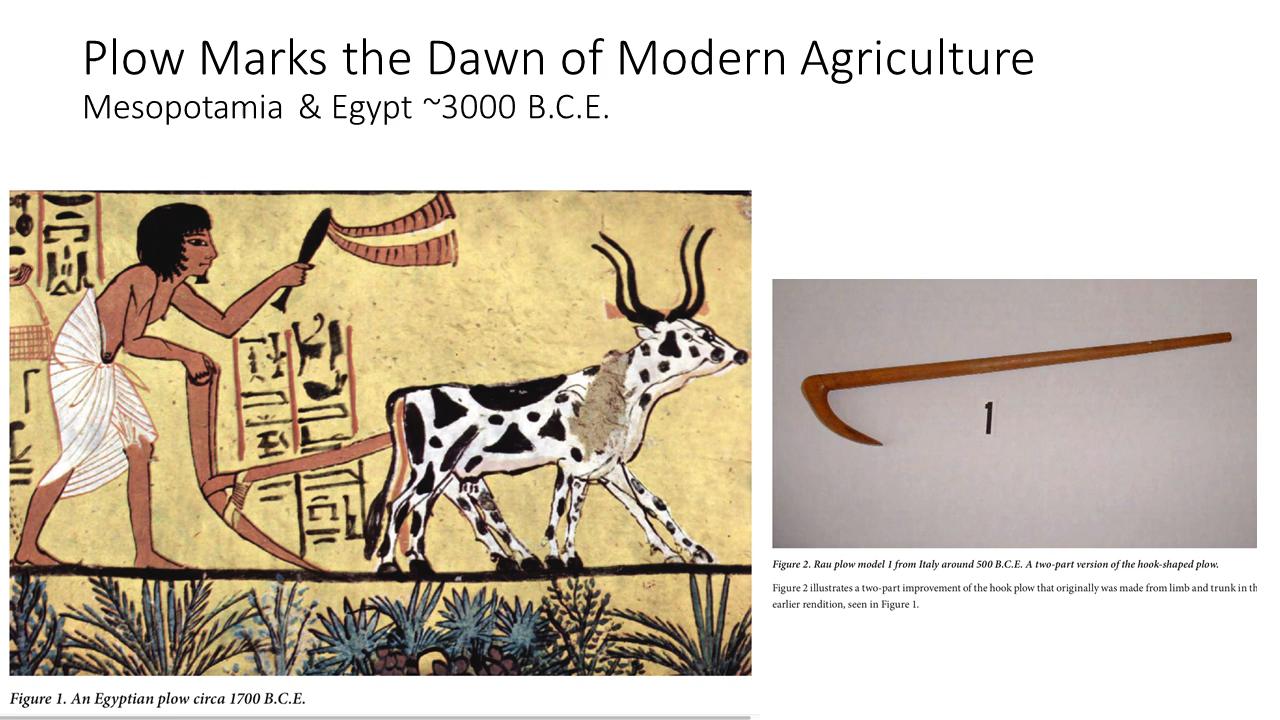 Plow Marks the Dawn of Modern Agriculture
Mesopotamia & Egypt ~3000 B.C.E.
1
Figure 2. Rau plow model 1 from Italy around 500 B.C.E. A two-part version of the hook-shaped plow.
Figure 2 illustrates a two-part improvement of the hook plow that originally was made from limb and trunk in th
earlier rendition, seen in Figure 1.
Figure 1. An Egyptian plow circa 1700 B.C.E.